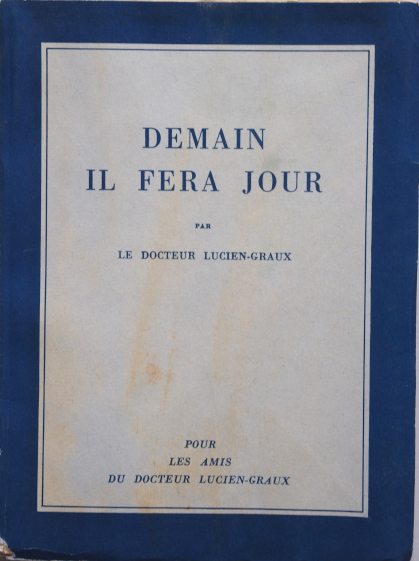 DEMAIN
IL FERA JOUR
PAR
LE DOCTEUR LUCIEN-GRAUX
POUR
LES AMIS
DU DOCTEUR LUCIEN-GRAUX